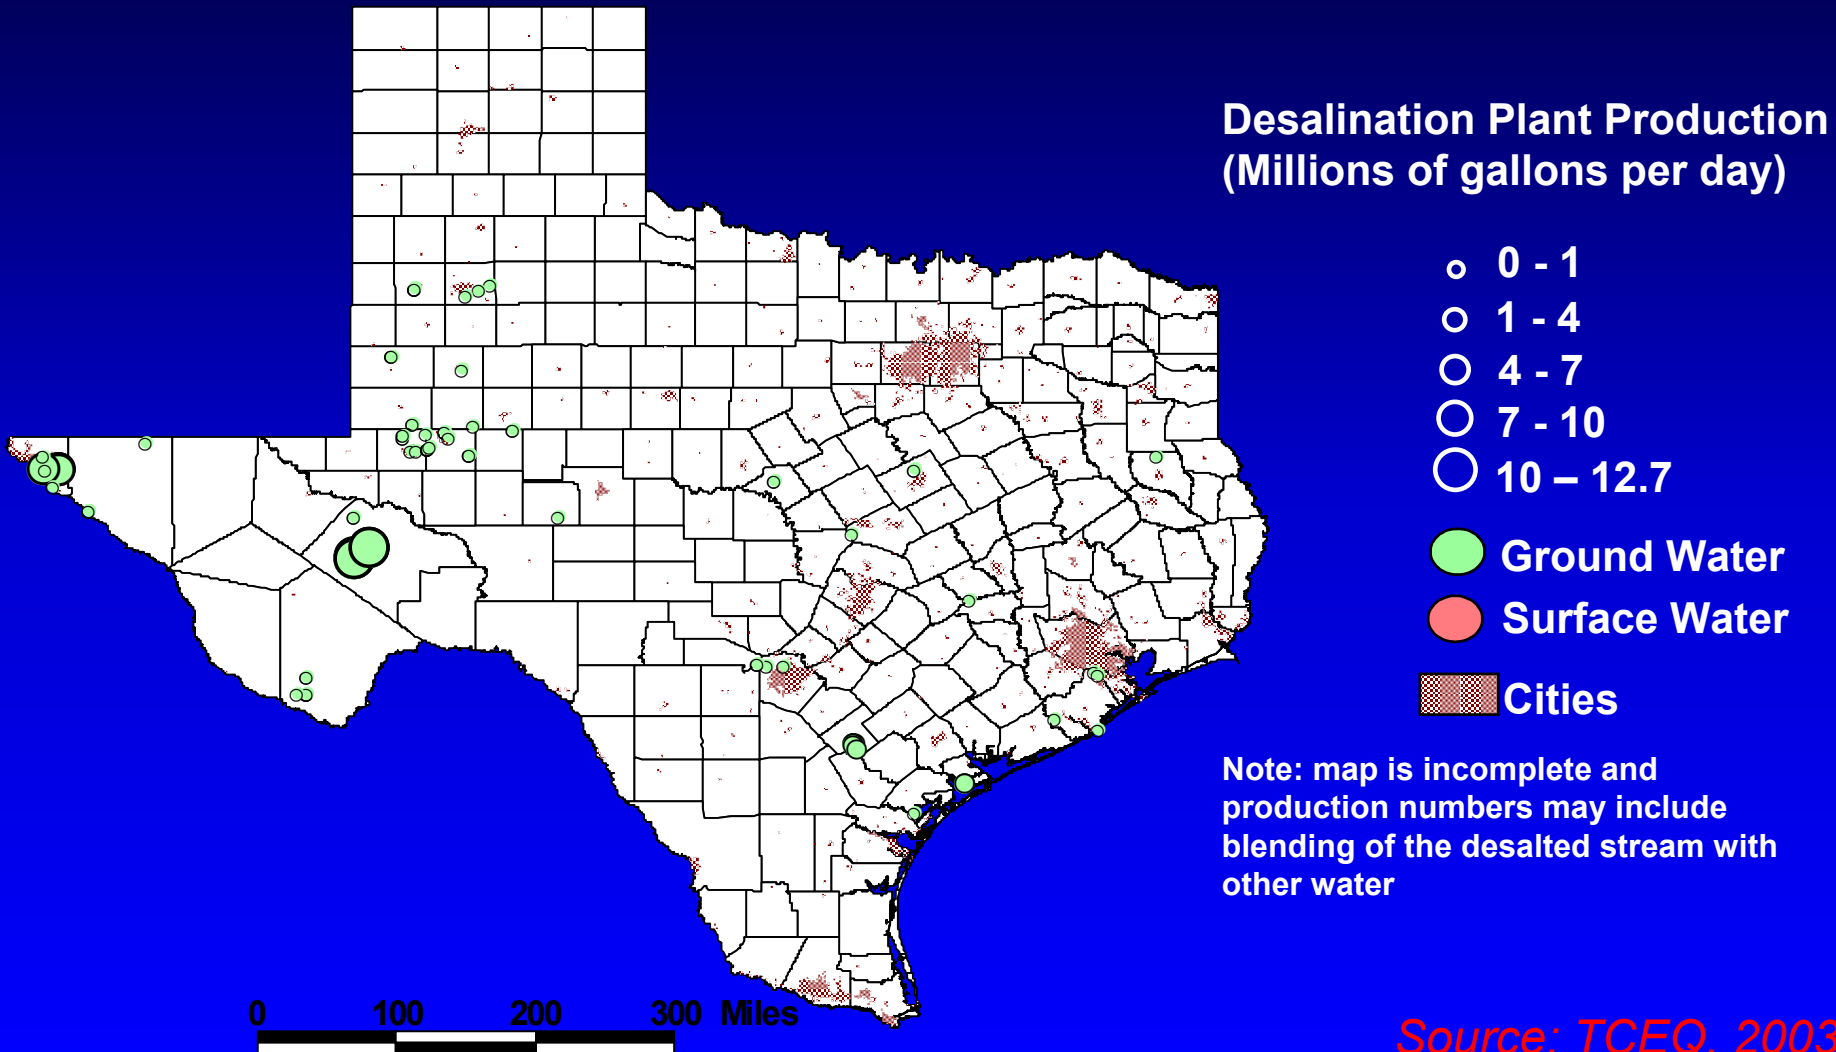 Desalination Plant Production
(Millions of gallons per day)
0 - 1
1 - 4
4 - 7
7 - 10
10 – 12.7
Ground Water
Surface Water
Cities
Note: map is incomplete and
production numbers may include
blending of the desalted stream with
other water
0 100 200 300 Miles
Source: TCEQ, 2003